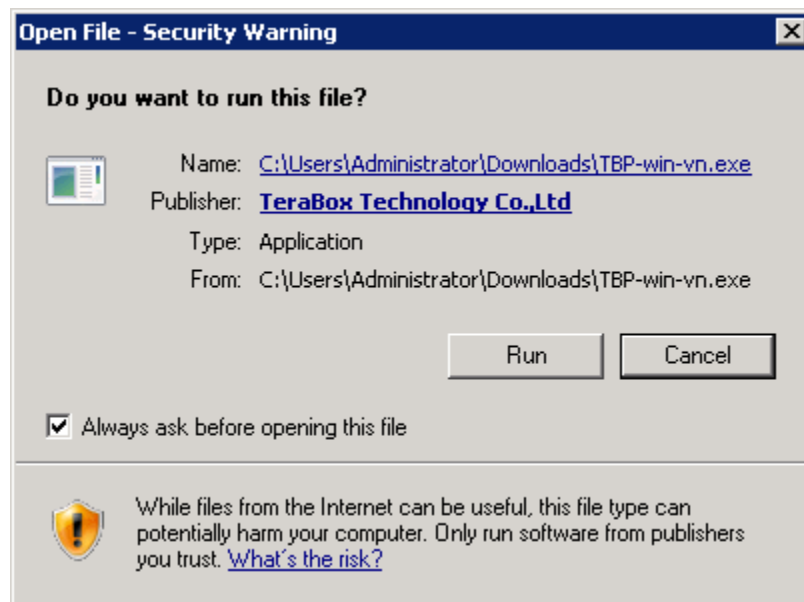 Open File - Security Warning
Do you want to run this file?
Name: C:\Users\Administrator\Downloads\TBP-win-vn.exe
Publisher: TeraBox Technology Co.,Ltd
Type: Application
From: C:\Users\Administrator\Downloads\TBP-win-vn.exe
Run Cancel
Always ask before opening this file
While files from the Internet can be useful, this file type can
potentially harm your computer. Only run software from publishers
you trust. What's the risk?